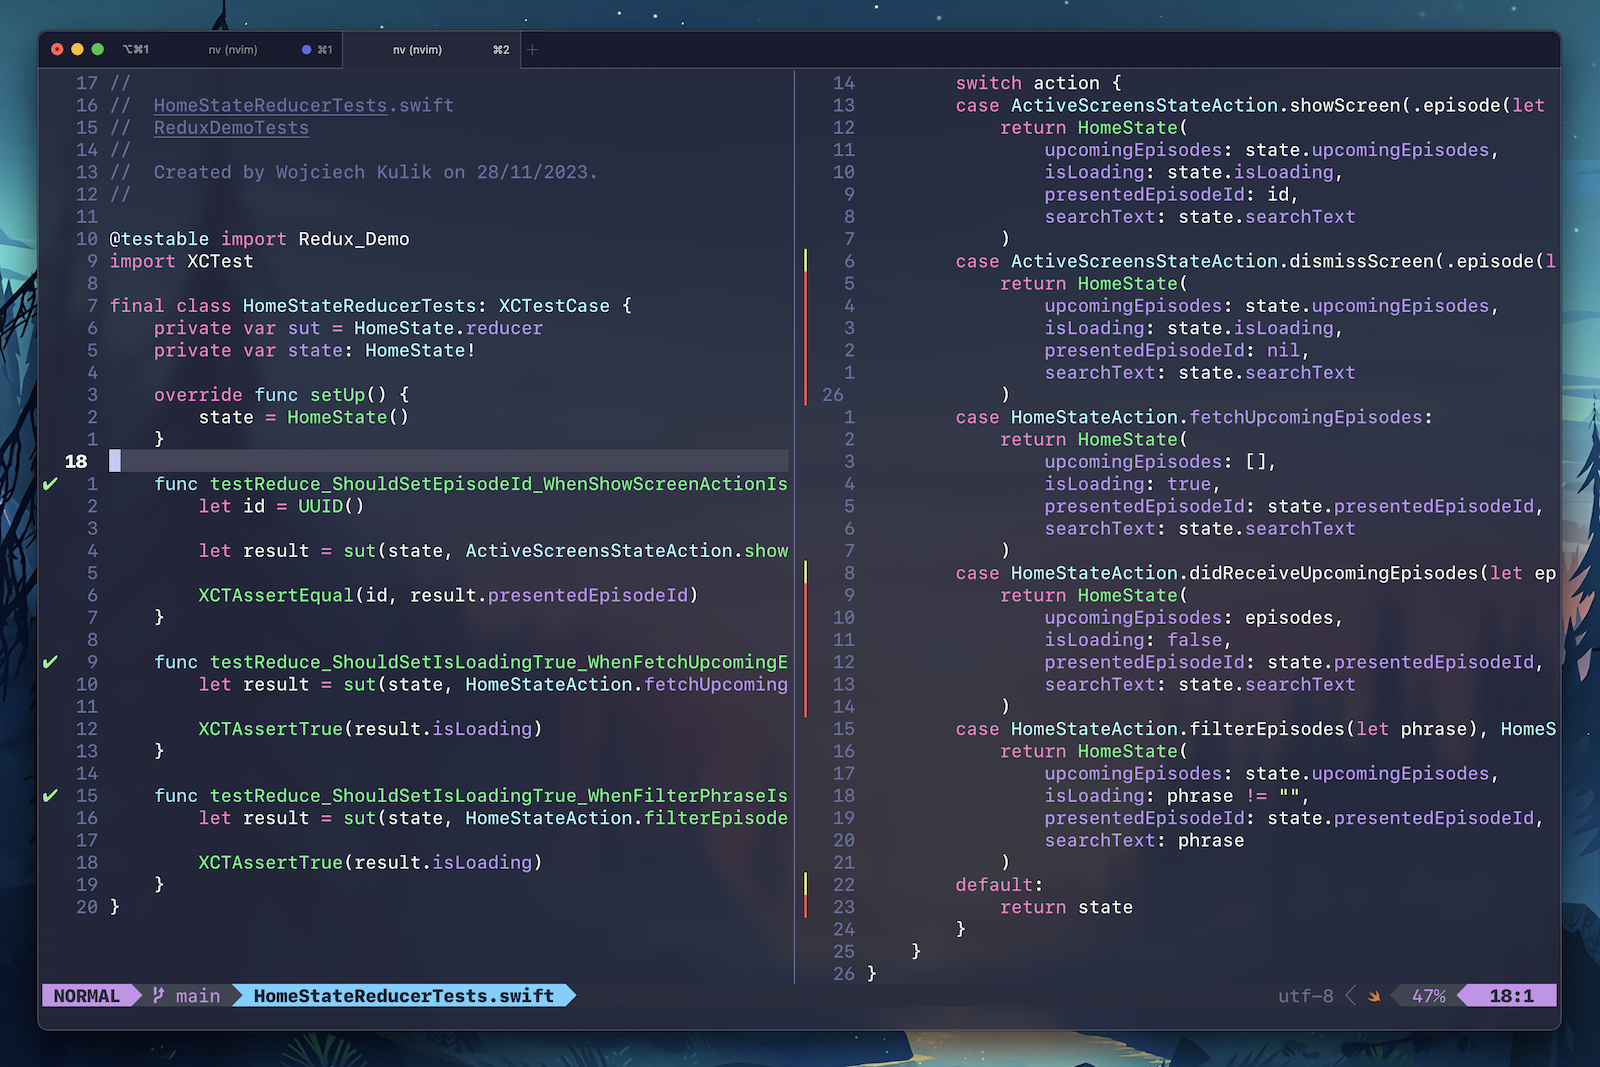 ⌥⌘1 nv (nvim) ⌘1 nv (nvim) ⌘2 +
17 //
16 //  HomeStateReducerTests.swift
15 //  ReduxDemoTests
14 //
13 //  Created by Wojciech Kulik on 28/11/2023.
12 //
11
10 @testable import Redux_Demo
9 import XCTest
8
7 final class HomeStateReducerTests: XCTestCase {
6     private var sut = HomeState.reducer
5     private var state: HomeState!
4
3     override func setUp() {
2         state = HomeState()
1     }
18
✔ 1     func testReduce_ShouldSetEpisodeId_WhenShowScreenActionIs
2         let id = UUID()
3
4         let result = sut(state, ActiveScreensStateAction.show
5
6         XCTAssertEqual(id, result.presentedEpisodeId)
7     }
8
✔ 9     func testReduce_ShouldSetIsLoadingTrue_WhenFetchUpcomingE
10         let result = sut(state, HomeStateAction.fetchUpcoming
11
12         XCTAssertTrue(result.isLoading)
13     }
14
✔ 15     func testReduce_ShouldSetIsLoadingTrue_WhenFilterPhraseIs
16         let result = sut(state, HomeStateAction.filterEpisode
17
18         XCTAssertTrue(result.isLoading)
19     }
20 }
14         switch action {
13         case ActiveScreensStateAction.showScreen(.episode(let
12             return HomeState(
11                 upcomingEpisodes: state.upcomingEpisodes,
10                 isLoading: state.isLoading,
9                 presentedEpisodeId: id,
8                 searchText: state.searchText
7             )
6         case ActiveScreensStateAction.dismissScreen(.episode(l
5             return HomeState(
4                 upcomingEpisodes: state.upcomingEpisodes,
3                 isLoading: state.isLoading,
2                 presentedEpisodeId: nil,
1                 searchText: state.searchText
26             )
1         case HomeStateAction.fetchUpcomingEpisodes:
2             return HomeState(
3                 upcomingEpisodes: [],
4                 isLoading: true,
5                 presentedEpisodeId: state.presentedEpisodeId,
6                 searchText: state.searchText
7             )
8         case HomeStateAction.didReceiveUpcomingEpisodes(let ep
9             return HomeState(
10                 upcomingEpisodes: episodes,
11                 isLoading: false,
12                 presentedEpisodeId: state.presentedEpisodeId,
13                 searchText: state.searchText
14             )
15         case HomeStateAction.filterEpisodes(let phrase), HomeS
16             return HomeState(
17                 upcomingEpisodes: state.upcomingEpisodes,
18                 isLoading: phrase != "",
19                 presentedEpisodeId: state.presentedEpisodeId,
20                 searchText: phrase
21             )
22         default:
23             return state
24         }
25     }
26 }
NORMAL main HomeStateReducerTests.swift utf-8 47% 18:1